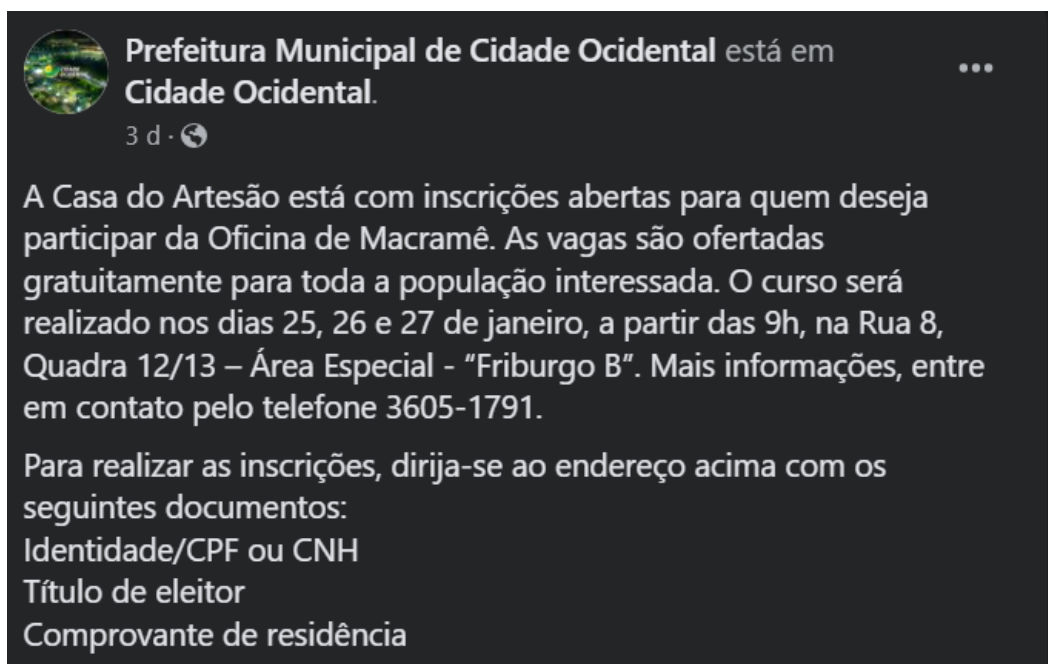 Prefeitura Municipal de Cidade Ocidental está em
Cidade Ocidental.
3 d ·
A Casa do Artesão está com inscrições abertas para quem deseja
participar da Oficina de Macramê. As vagas são ofertadas
gratuitamente para toda a população interessada. O curso será
realizado nos dias 25, 26 e 27 de janeiro, a partir das 9h, na Rua 8,
Quadra 12/13 – Área Especial - “Friburgo B”. Mais informações, entre
em contato pelo telefone 3605-1791.
Para realizar as inscrições, dirija-se ao endereço acima com os
seguintes documentos:
Identidade/CPF ou CNH
Título de eleitor
Comprovante de residência